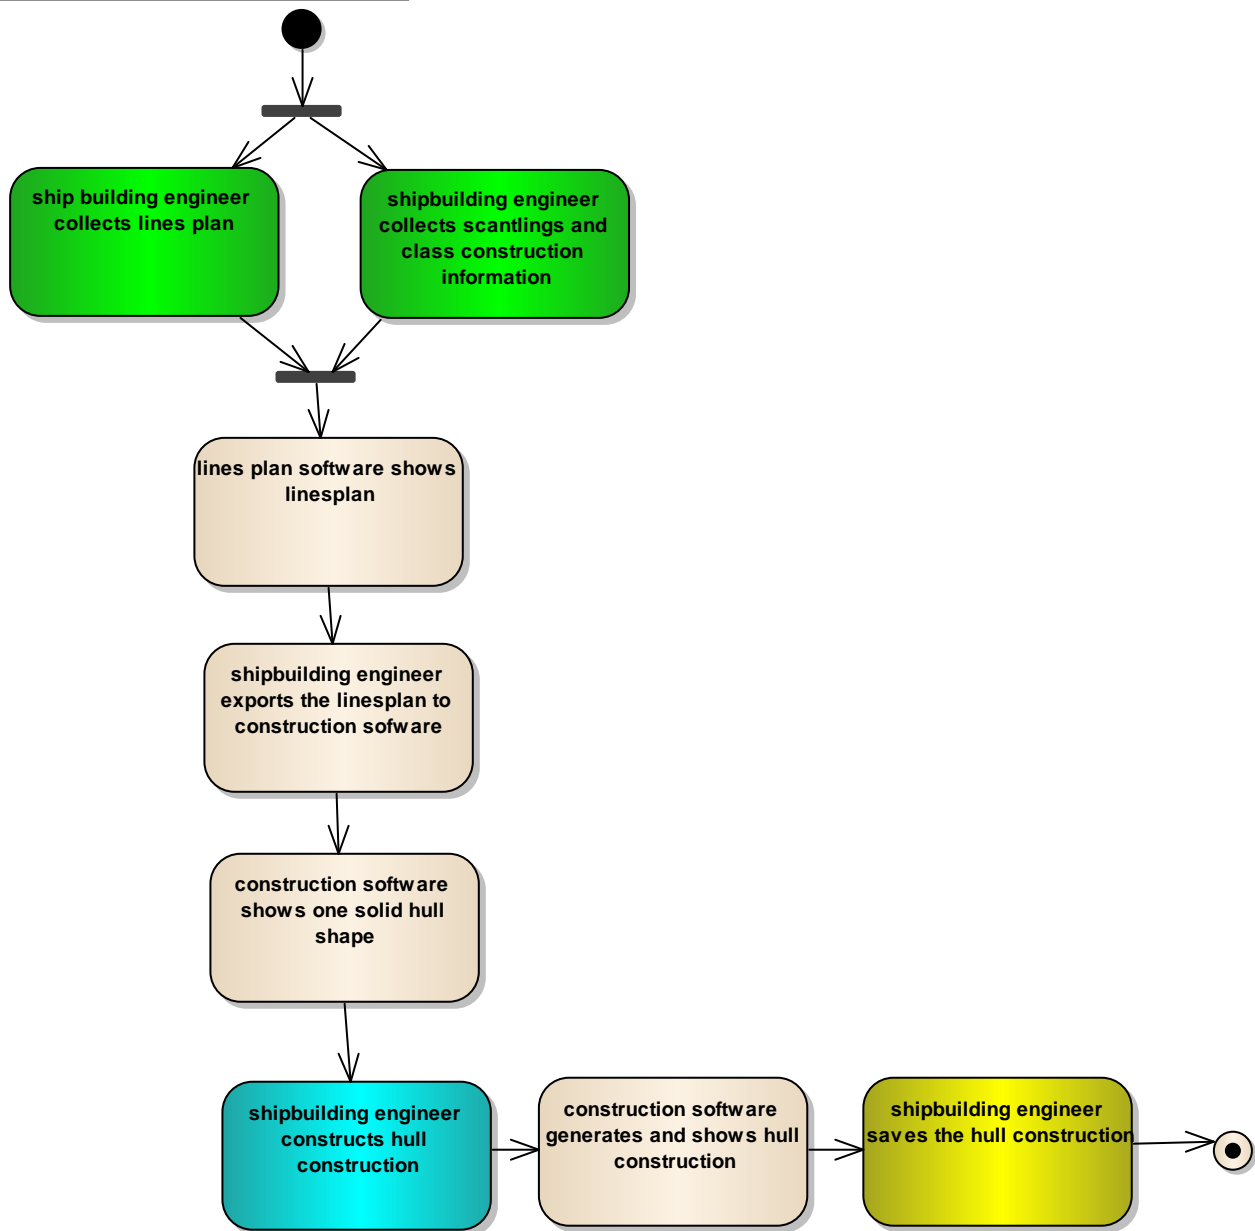 ship building engineer
collects lines plan
shipbuilding engineer
collects scantlings and
class construction
information
lines plan software shows
linesplan
shipbuilding engineer
exports the linesplan to
construction sofware
construction software
shows one solid hull
shape
shipbuilding engineer
constructs hull
construction
construction software
generates and shows hull
construction
shipbuilding engineer
saves the hull construction